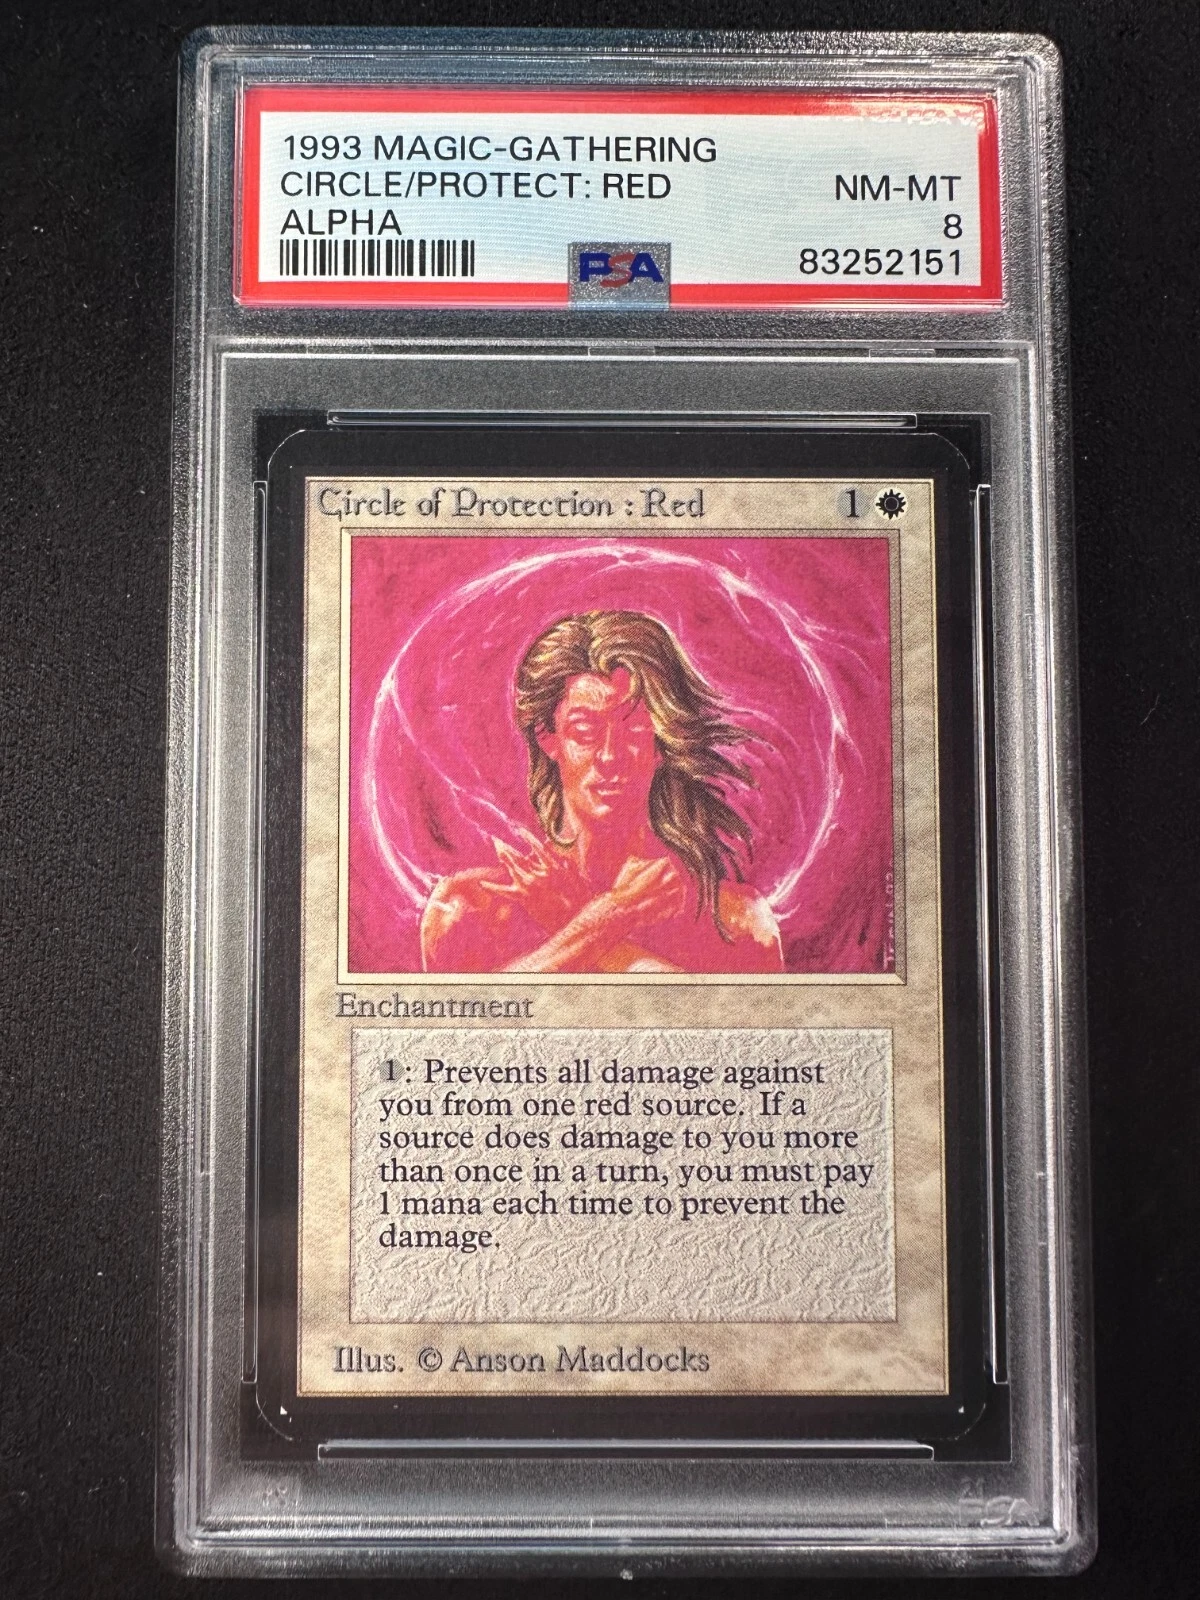 1993 MAGIC-GATHERING
CIRCLE/PROTECT: RED NM-MT
ALPHA 8
PSA 83252151
Circle of Protection : Red 1
Enchantment
1: Prevents all damage against
you from one red source. If a
source does damage to you more
than once in a turn, you must pay
1 mana each time to prevent the
damage.
Illus. © Anson Maddocks
PSA